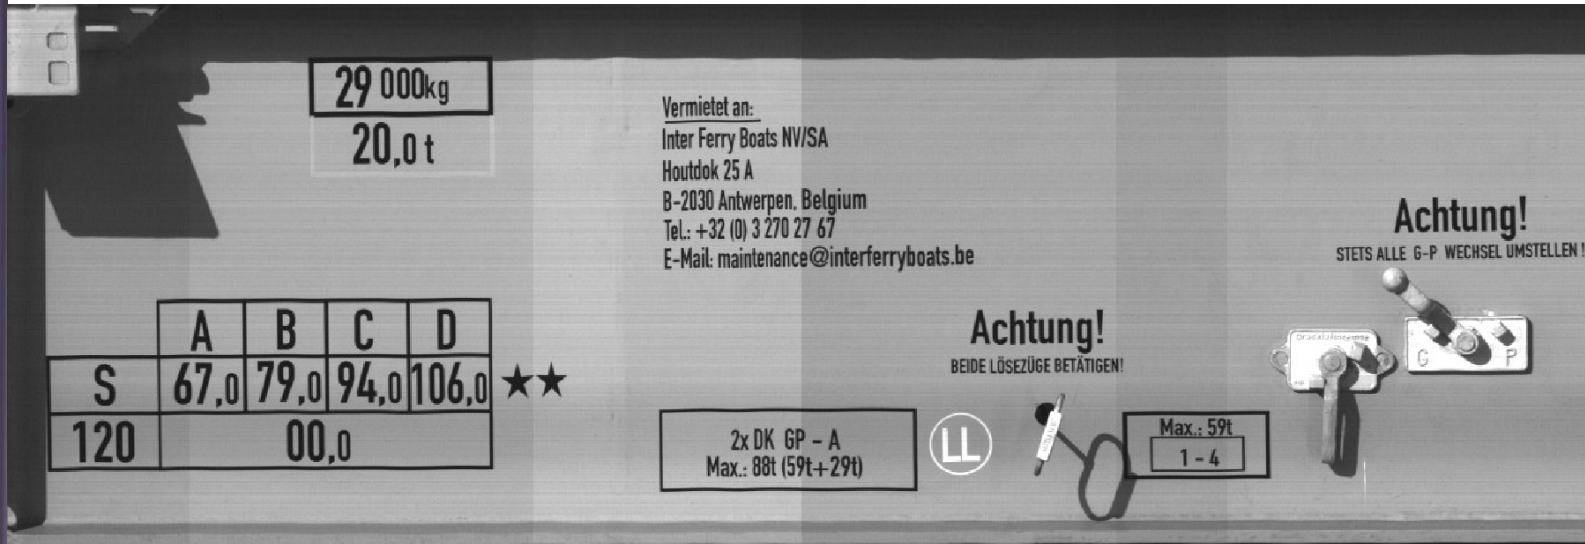 29 000kg
20,0 t
Vermietet an:
Inter Ferry Boats NV/SA
Houtdok 25 A
B-2030 Antwerpen, Belgium
Tel.: +32 (0) 3 270 27 67
E-Mail: maintenance@interferryboats.be
Achtung!
STETS ALLE G-P WECHSEL UMSTELLEN!
A B C D
S 67,0 79,0 94,0 106,0 ★★
120 00,0
Achtung!
BEIDE LÖSEZÜGE BETÄTIGEN!
G P
2x DK GP - A
Max.: 88t (59t+29t)
LL
Max.: 59t
1 - 4